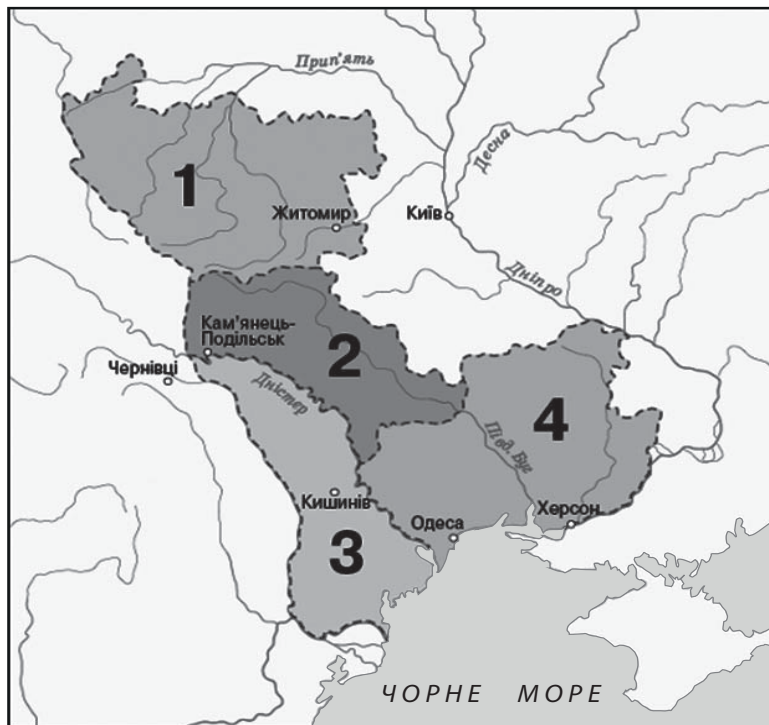 Прип'ять
Десна
1
Житомир
Київ
Дніпро
Кам'янець-
Подільськ
2
Чернівці
Дністер
4
Півд. Буг
Кишинів
Херсон
Одеса
3
ЧОРНЕ МОРЕ